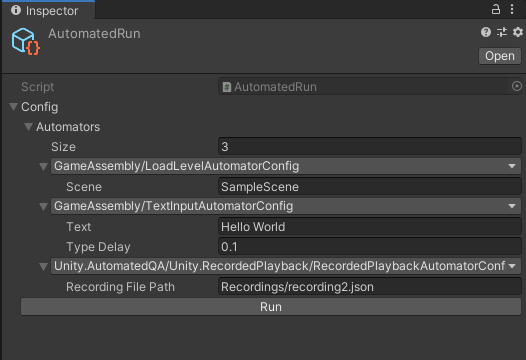 Inspector
AutomatedRun
Open
Script AutomatedRun
Config
Automators
Size 3
GameAssembly/LoadLevelAutomatorConfig
Scene SampleScene
GameAssembly/TextInputAutomatorConfig
Text Hello World
Type Delay 0.1
Unity.AutomatedQA/Unity.RecordedPlayback/RecordedPlaybackAutomatorConf
Recording File Path Recordings/recording2.json
Run